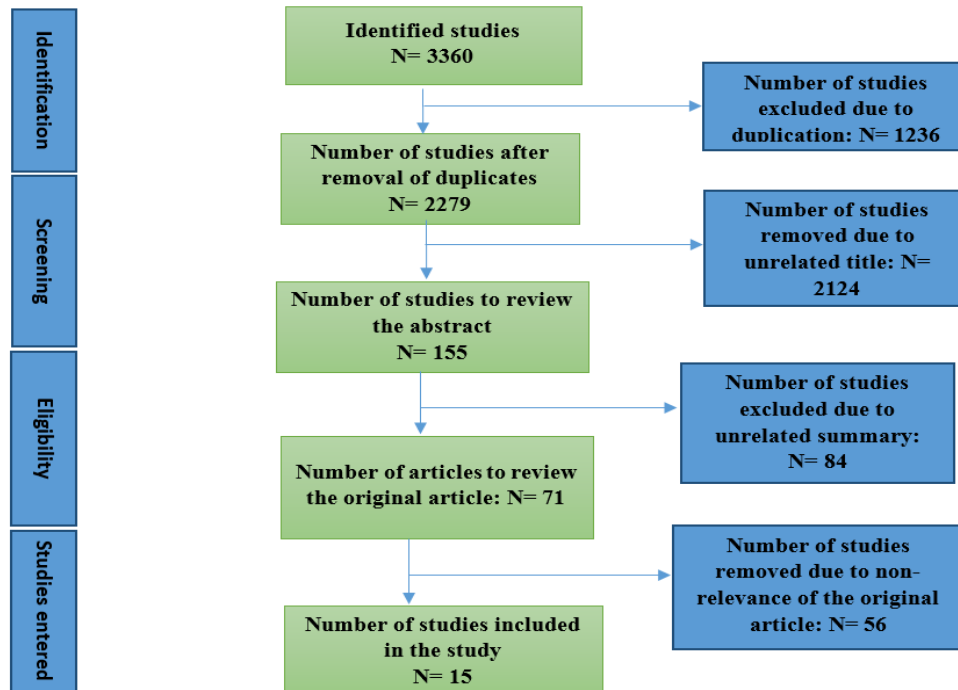 Identification
Identified studies
N= 3360
Number of studies
excluded due to
duplication: N= 1236
Number of studies after
removal of duplicates
N= 2279
Screening
Number of studies
removed due to
unrelated title: N=
2124
Number of studies to review
the abstract
N= 155
Eligibility
Number of studies
excluded due to
unrelated summary:
N= 84
Number of articles to review
the original article: N= 71
Studies entered
Number of studies
removed due to non-
relevance of the original
article: N= 56
Number of studies included
in the study
N= 15